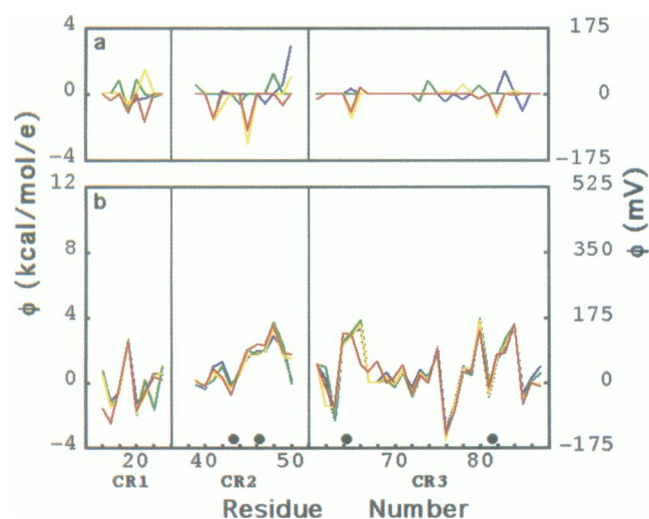 4 175
a
0 0
-4 -175
12 525
b
8 350
4 175
0 0
-4 -175
ϕ (kcal/mol/e)
ϕ (mV)
20 40 50 70 80
CR1 CR2 CR3
Residue Number